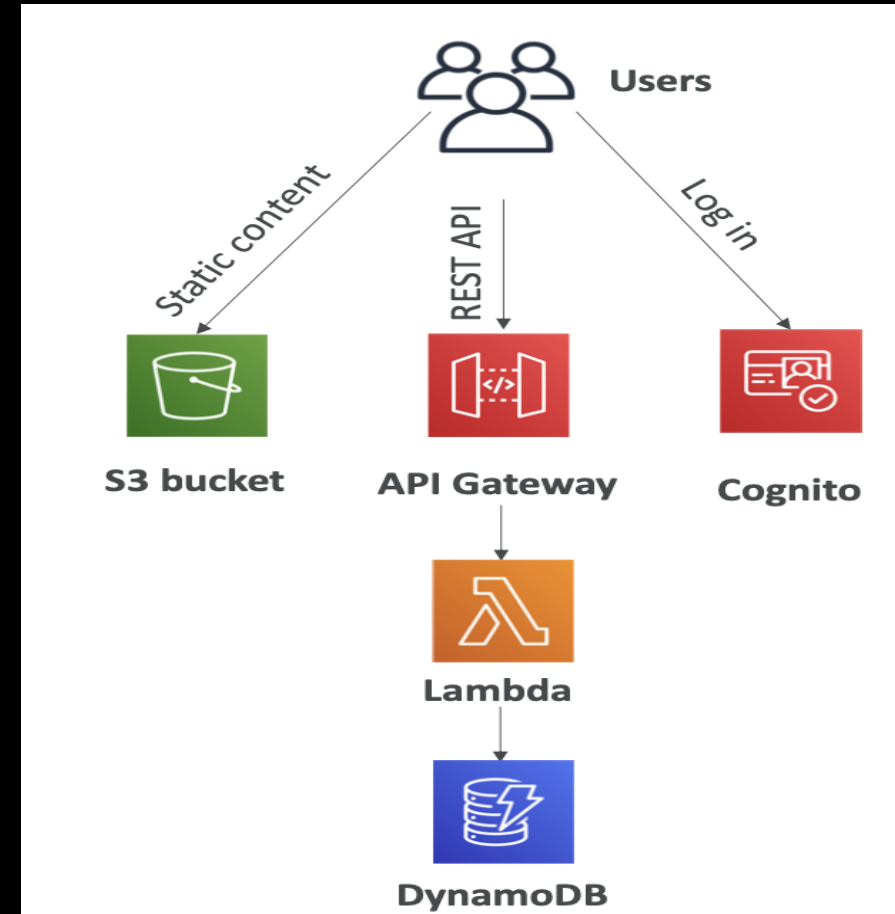 Users
Static content
REST API
Log in
</>
S3 bucket
API Gateway
Cognito
Lambda
DynamoDB